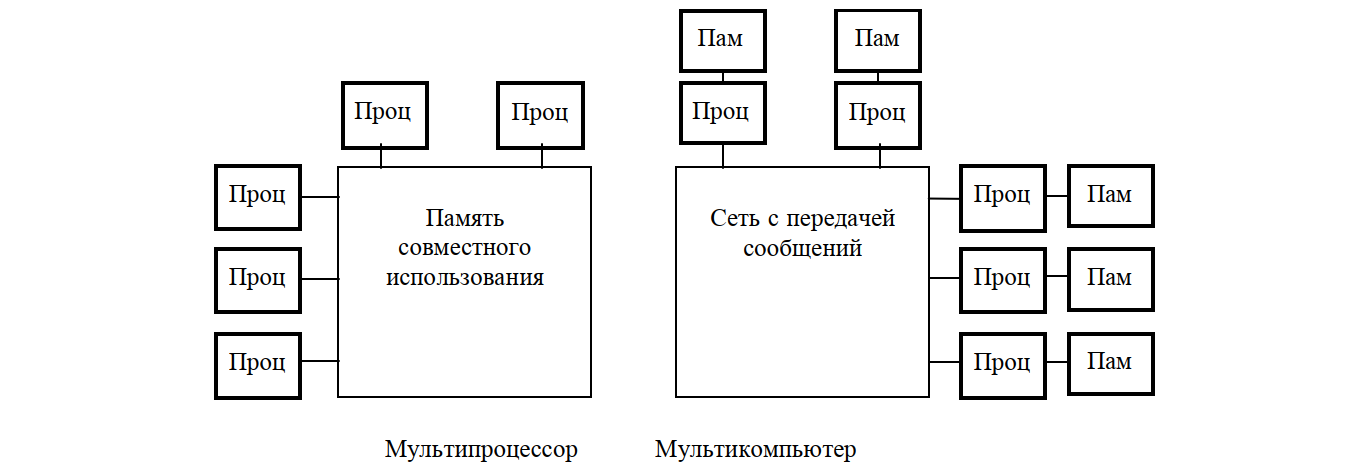 Пам
Пам
Проц
Проц
Проц
Проц
Проц
Проц
Пам
Память
совместного
использования
Сеть с передачей
сообщений
Проц
Проц
Пам
Проц
Проц
Пам
Мультипроцессор
Мультикомпьютер